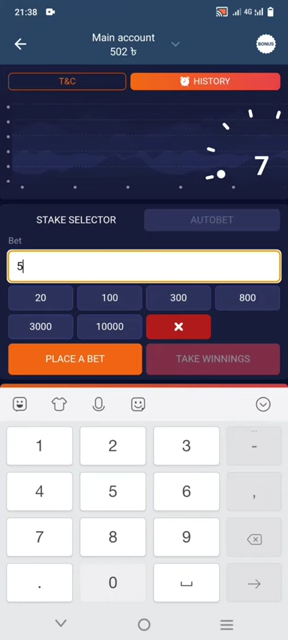 21:38
4G
Main account
502 ৳
BONUS
T&C
HISTORY
7
STAKE SELECTOR
AUTOBET
Bet
5
20
100
300
800
3000
10000
PLACE A BET
TAKE WINNINGS
1
2
3
-
4
5
6
,
7
8
9
.
0